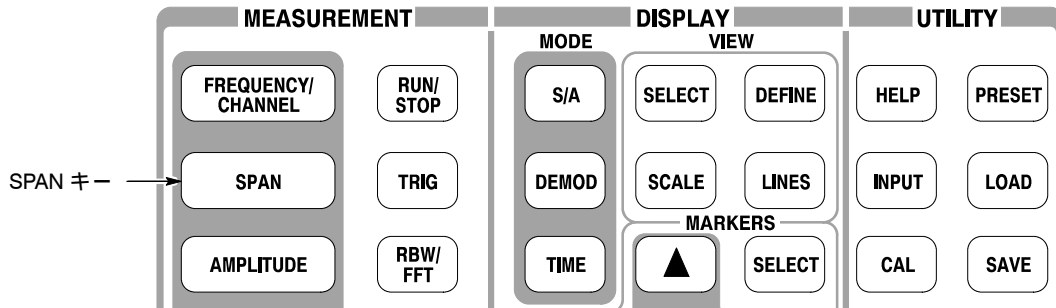 MEASUREMENT
DISPLAY
UTILITY
MODE
VIEW
FREQUENCY/
CHANNEL
RUN/
STOP
S/A
SELECT
DEFINE
HELP
PRESET
SPAN キー
SPAN
TRIG
DEMOD
SCALE
LINES
INPUT
LOAD
MARKERS
AMPLITUDE
RBW/
FFT
TIME
SELECT
CAL
SAVE